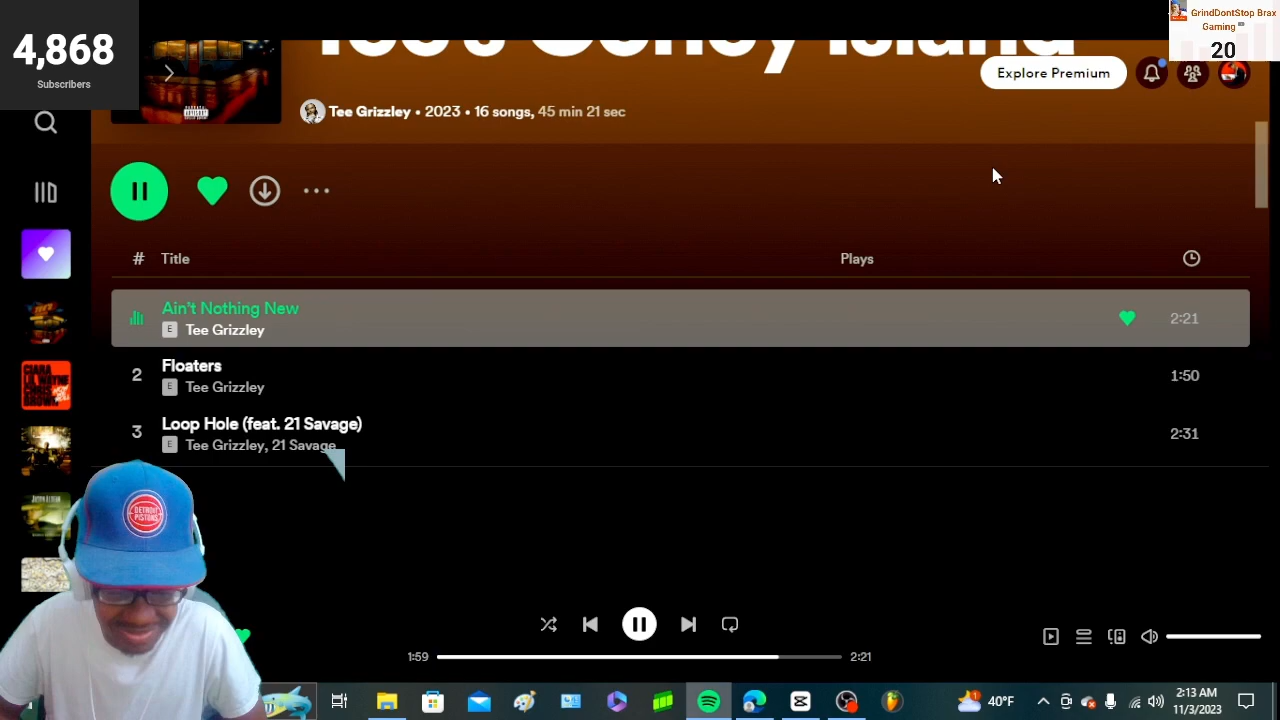 4,868
Subscribers
GrindDontStop Brax
Gaming
20
Tee's Coney Island
Explore Premium
Tee Grizzley • 2023 • 16 songs, 45 min 21 sec
# Title Plays
Ain't Nothing New
E Tee Grizzley
2:21
2 Floaters
E Tee Grizzley
1:50
3 Loop Hole (feat. 21 Savage)
E Tee Grizzley, 21 Savage
2:31
DETROIT
PISTONS
1:59 2:21
40°F
2:13 AM
11/3/2023